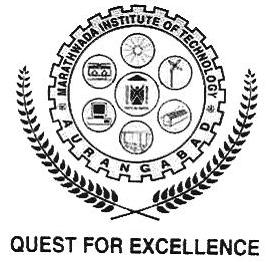 MARATHWADA INSTITUTE OF TECHNOLOGY
AURANGABAD
QUEST FOR EXCELLENCE